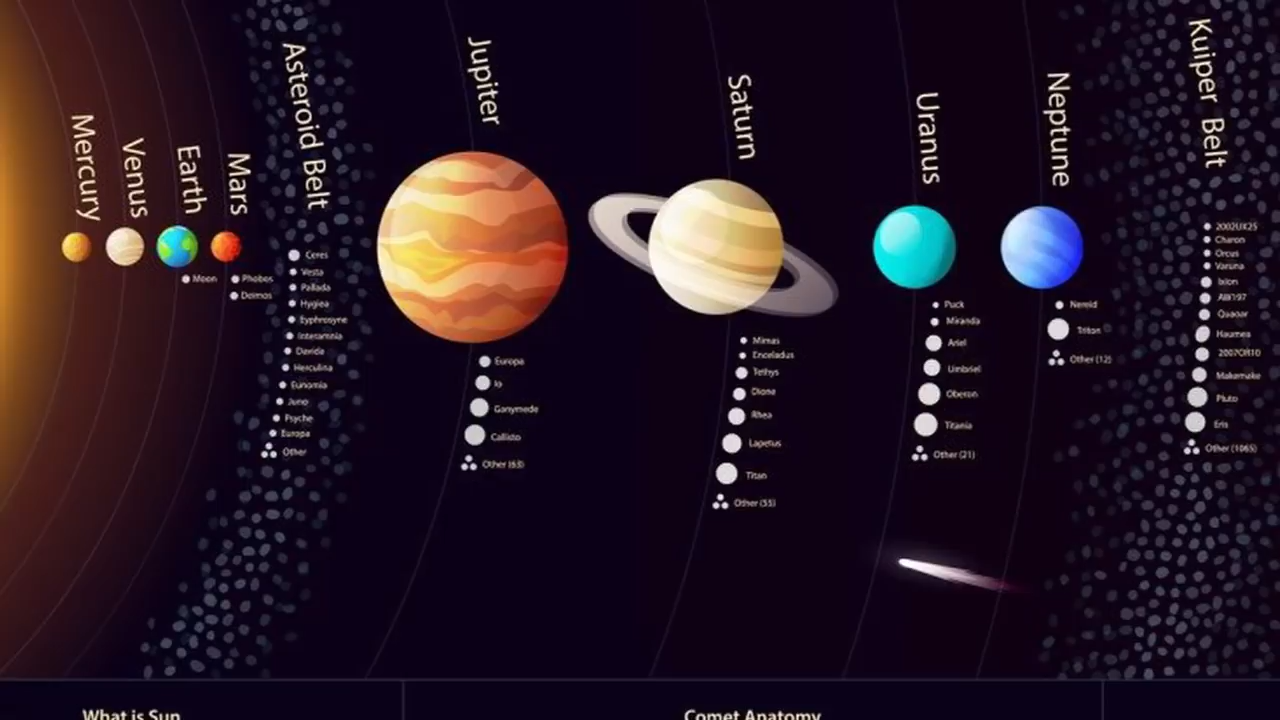 Mercury
Venus
Earth
Moon
Mars
Phobos
Deimos
Asteroid Belt
Ceres
Vesta
Pallada
Hygiea
Eyphrosyne
Interamnia
Davida
Herculina
Eunomia
Juno
Psyche
Europa
Other
Jupiter
Europa
Io
Ganymede
Callisto
Other (63)
Saturn
Mimas
Enceladus
Tethys
Dione
Rhea
Lapetus
Titan
Other (55)
Uranus
Puck
Miranda
Ariel
Umbriel
Oberon
Titania
Other (21)
Neptune
Nereid
Triton
Other (12)
Kuiper Belt
2002UX25
Charon
Orcus
Varuna
Ixion
AW197
Quaoar
Haumea
2007OR10
Makemake
Pluto
Eris
Other (1065)
What is Sun
Comet Anatomy